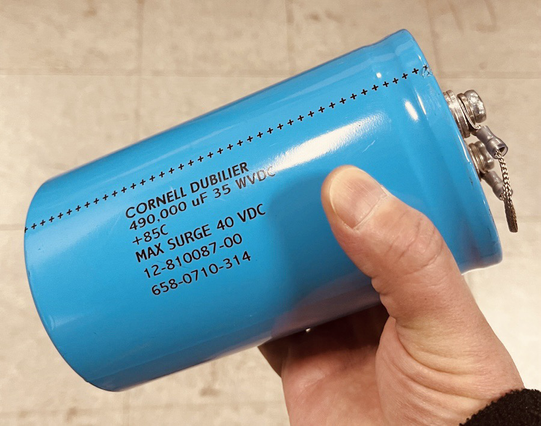 CORNELL DUBILIER
490,000 uF 35 WVDC
+85C
MAX SURGE 40 VDC
12-810087-00
658-0710-314